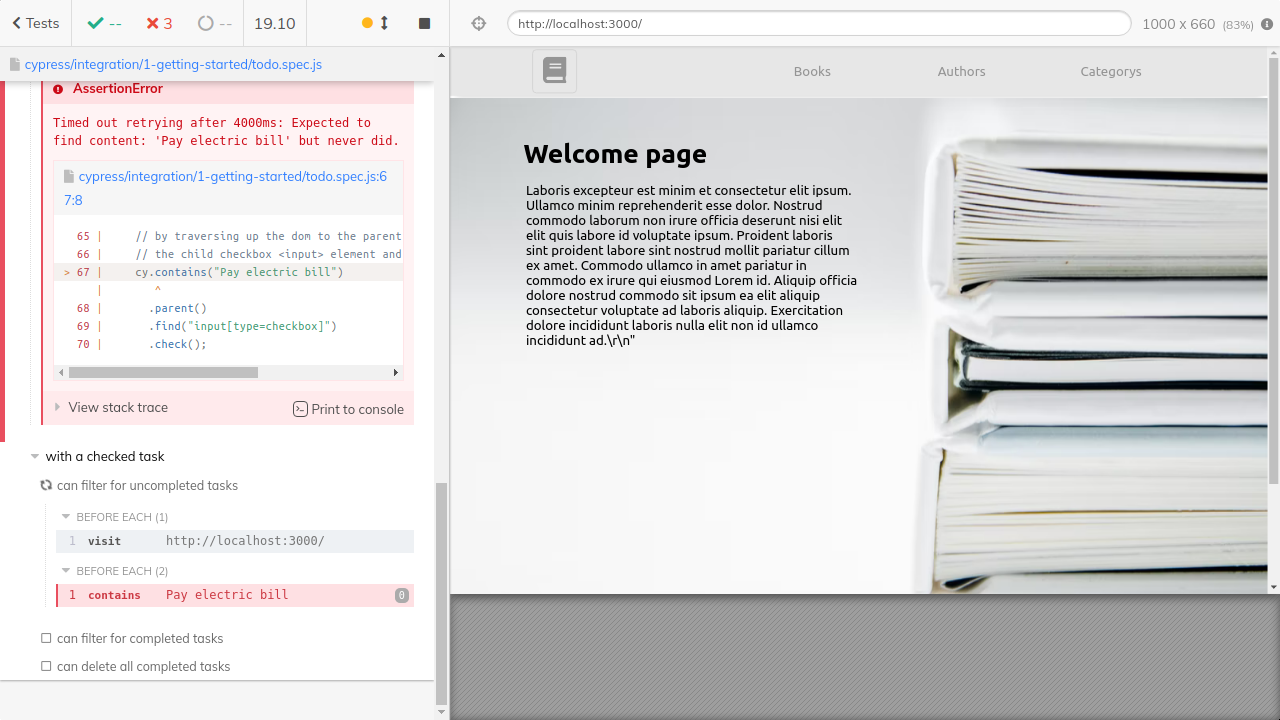 Tests
--
3
--
19.10
http://localhost:3000/
1000 x 660 (83%)
cypress/integration/1-getting-started/todo.spec.js
AssertionError
Timed out retrying after 4000ms: Expected to
find content: 'Pay electric bill' but never did.
cypress/integration/1-getting-started/todo.spec.js:6
7:8
65 | // by traversing up the dom to the parent
66 | // the child checkbox <input> element and
> 67 | cy.contains("Pay electric bill")
| ^
68 | .parent()
69 | .find("input[type=checkbox]")
70 | .check();
View stack trace
Print to console
with a checked task
can filter for uncompleted tasks
BEFORE EACH (1)
1 visit http://localhost:3000/
BEFORE EACH (2)
1 contains Pay electric bill 0
can filter for completed tasks
can delete all completed tasks
Books Authors Categorys
Welcome page
Laboris excepteur est minim et consectetur elit ipsum.
Ullamco minim reprehenderit esse dolor. Nostrud
commodo laborum non irure officia deserunt nisi elit
elit quis labore id voluptate ipsum. Proident laboris
sint proident labore sint nostrud mollit pariatur cillum
ex amet. Commodo ullamco in amet pariatur in
commodo ex irure qui eiusmod Lorem id. Aliquip officia
dolore nostrud commodo sit ipsum ea elit aliquip
consectetur voluptate ad laboris aliquip. Exercitation
dolore incididunt laboris nulla elit non id ullamco
incididunt ad.\r\n"